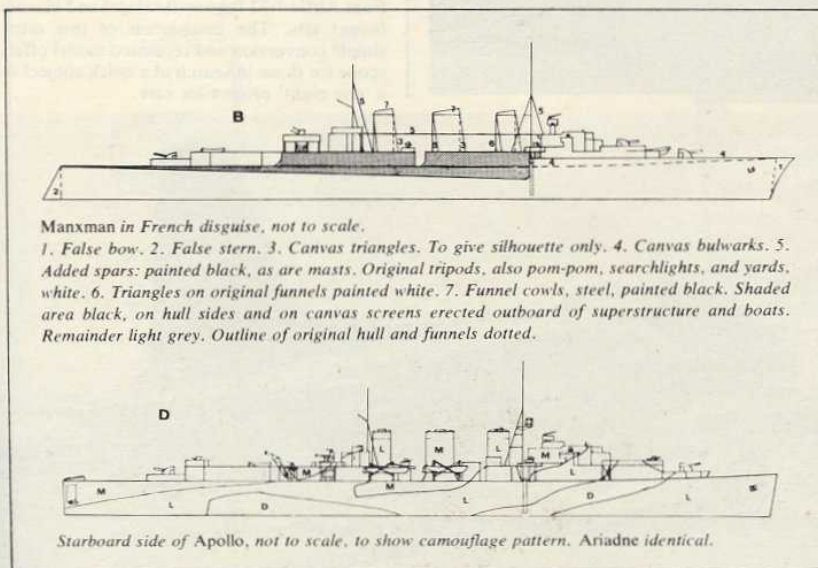 B
Manxman in French disguise, not to scale.
1. False bow. 2. False stern. 3. Canvas triangles. To give silhouette only. 4. Canvas bulwarks. 5.
Added spars: painted black, as are masts. Original tripods, also pom-pom, searchlights, and yards,
white. 6. Triangles on original funnels painted white. 7. Funnel cowls, steel, painted black. Shaded
area black, on hull sides and on canvas screens erected outboard of superstructure and boats.
Remainder light grey. Outline of original hull and funnels dotted.
D
L M L M
M M L
M L D L D L
Starboard side of Apollo, not to scale, to show camouflage pattern. Ariadne identical.